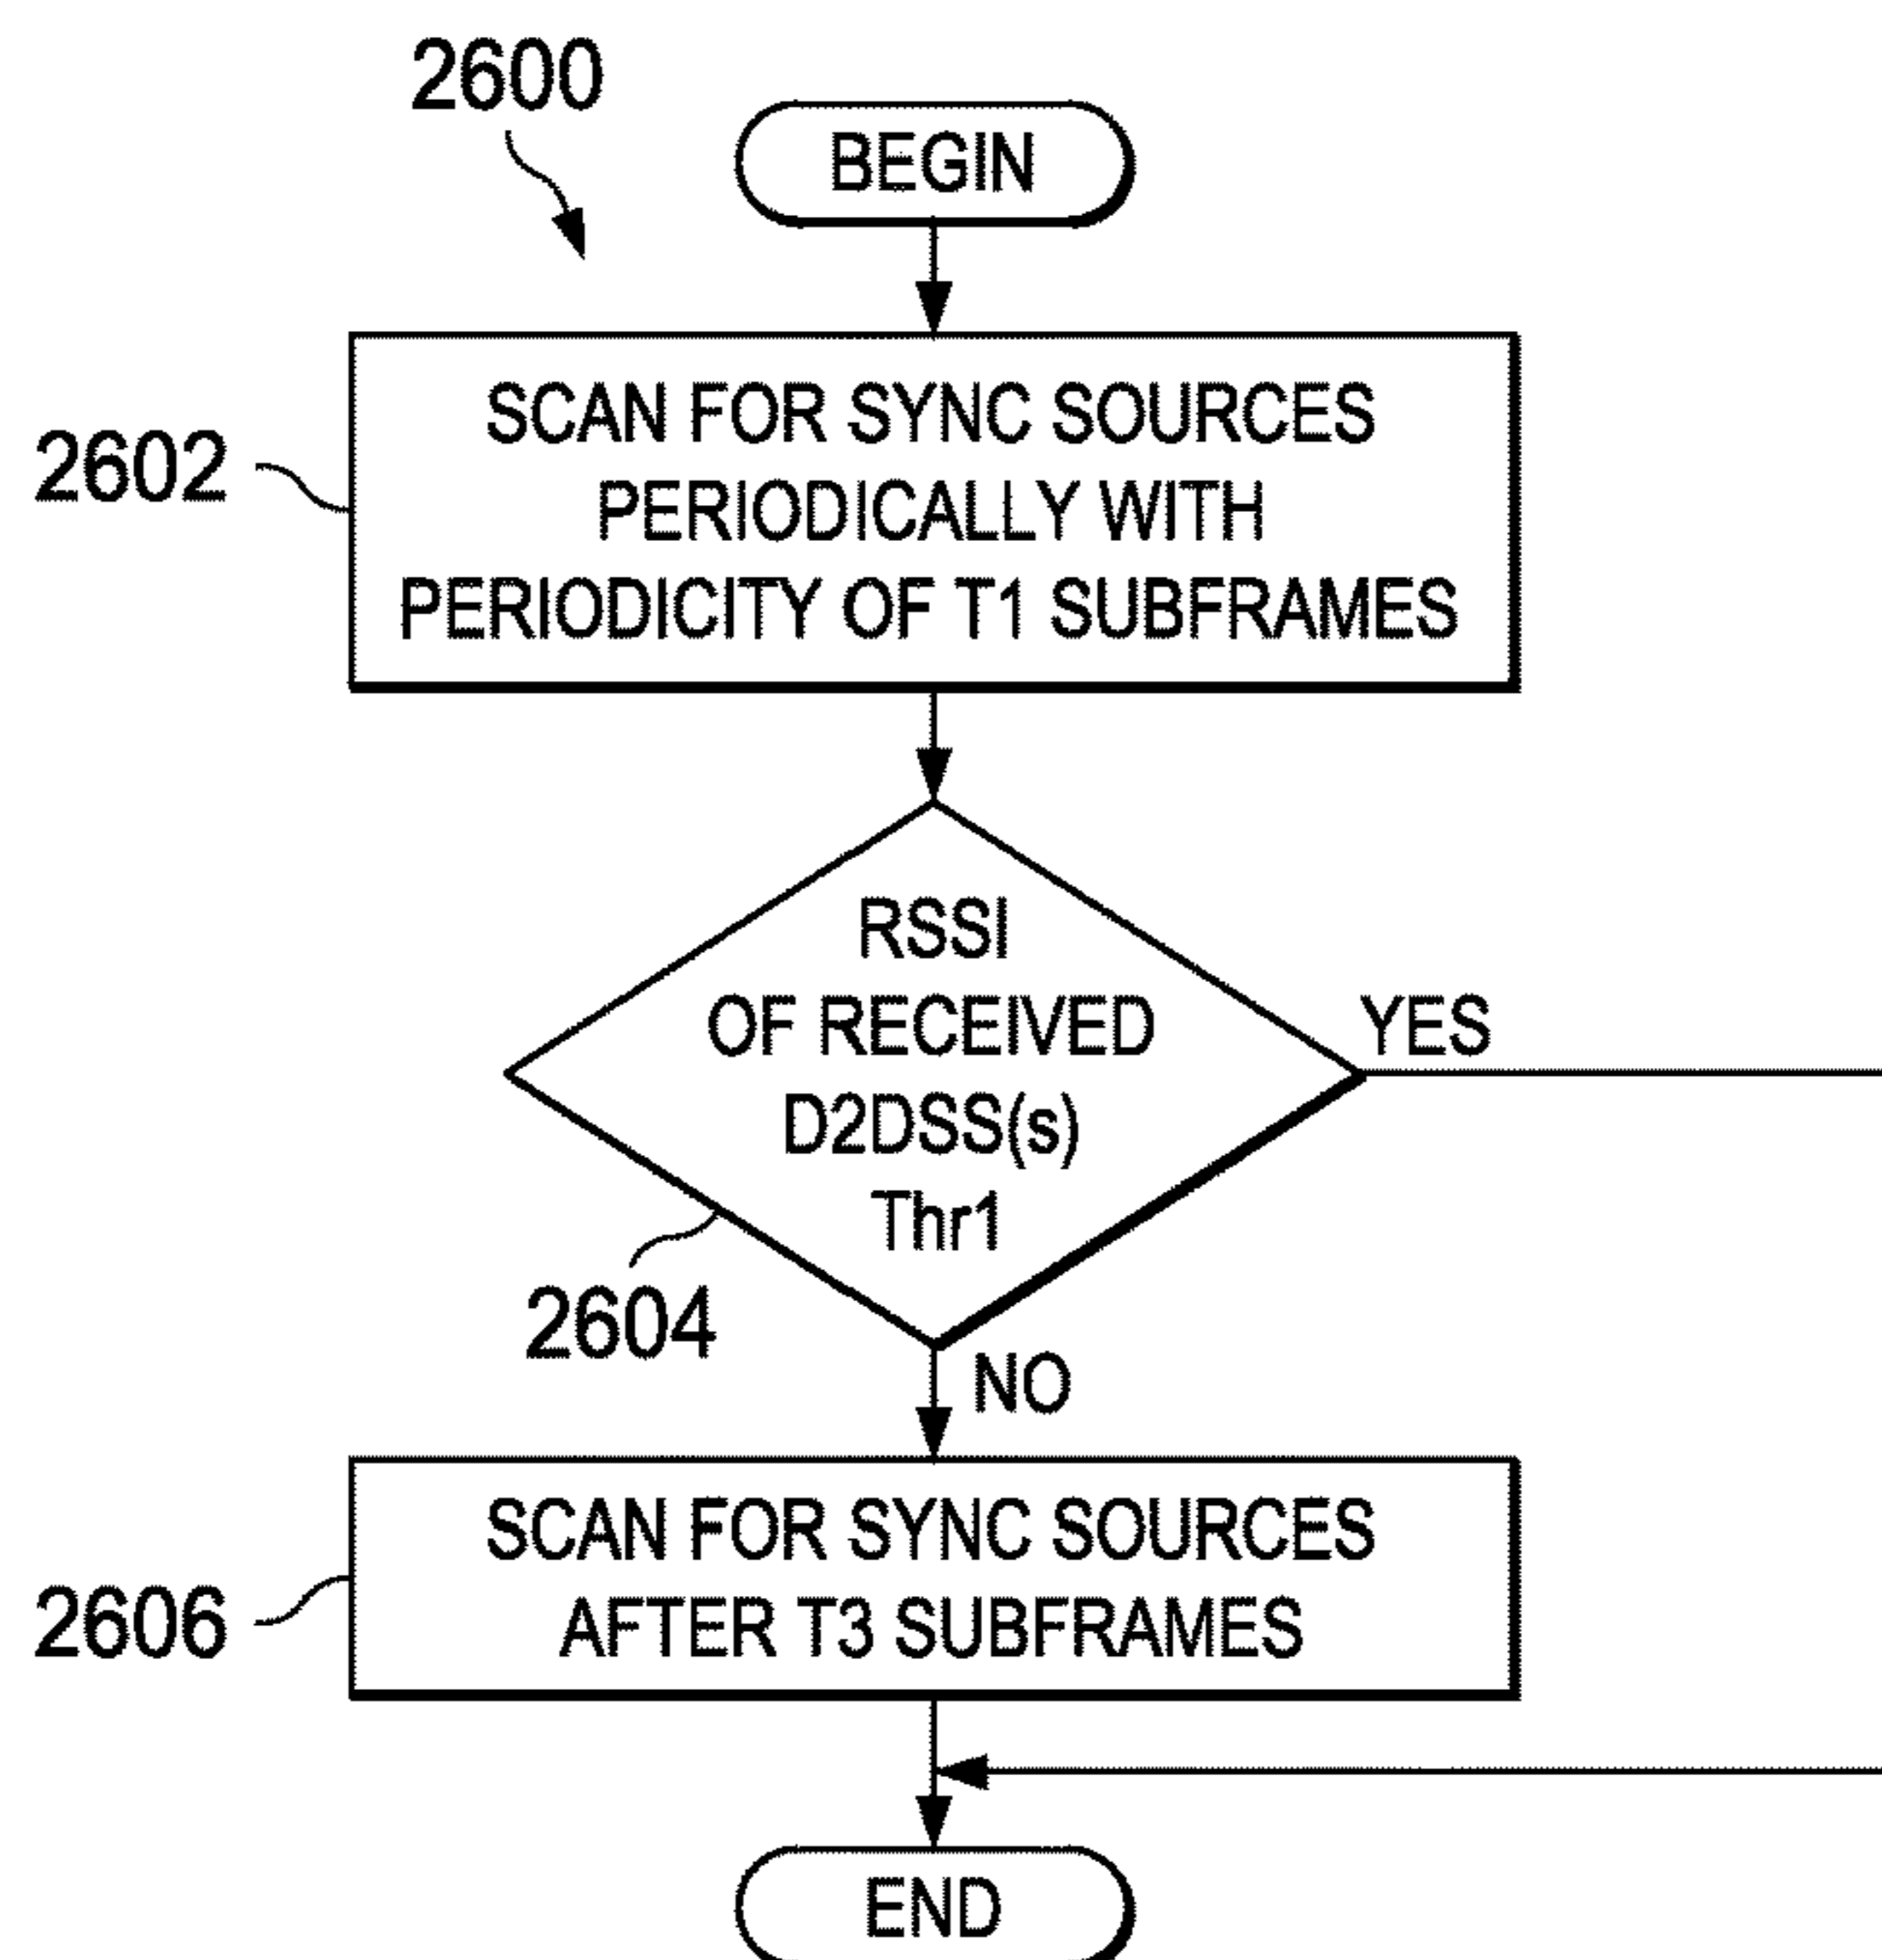 2600
BEGIN
2602
SCAN FOR SYNC SOURCES
PERIODICALLY WITH
PERIODICITY OF T1 SUBFRAMES
RSSI
OF RECEIVED
D2DSS(s)
Thr1
YES
2604
NO
2606
SCAN FOR SYNC SOURCES
AFTER T3 SUBFRAMES
END